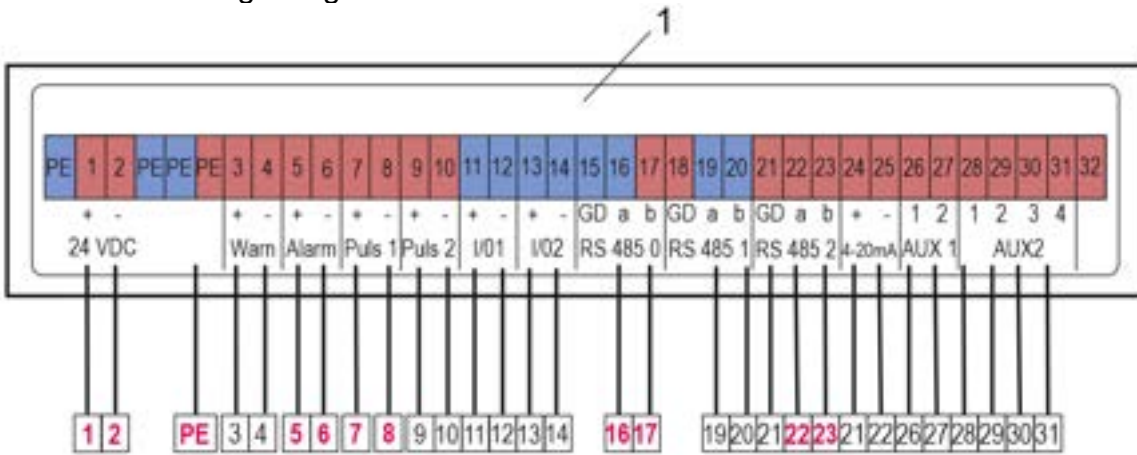 1
PE 1 2 PE PE PE 3 4 5 6 7 8 9 10 11 12 13 14 15 16 17 18 19 20 21 22 23 24 25 26 27 28 29 30 31 32
+ - + - + - + - + - + - + - GD a b GD a b GD a b + - 1 2 1 2 3 4
24 VDC Warn Alarm Puls 1 Puls 2 I/01 I/02 RS 485 0 RS 485 1 RS 485 2 4-20mA AUX 1 AUX2
1 2 PE 3 4 5 6 7 8 9 10 11 12 13 14 16 17 19 20 21 22 23 21 22 26 27 28 29 30 31